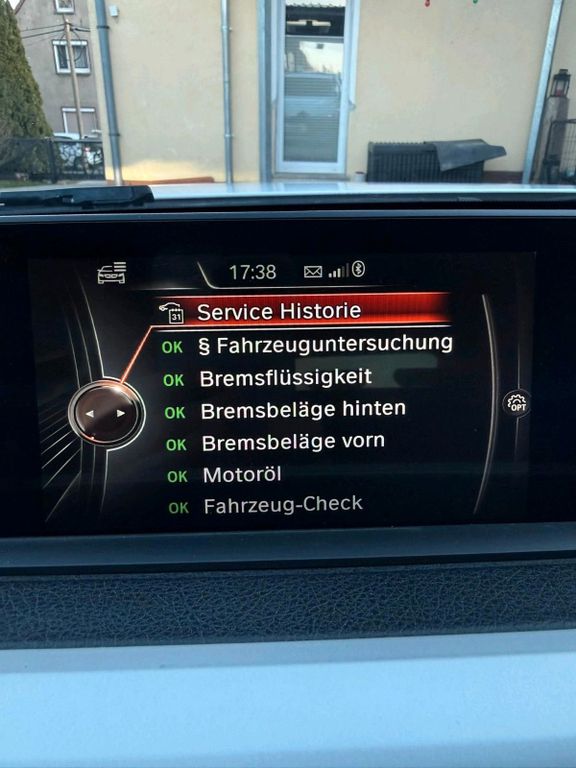 17:38
31 Service Historie
OK § Fahrzeuguntersuchung
OK Bremsflüssigkeit
OK Bremsbeläge hinten
OPT
OK Bremsbeläge vorn
OK Motoröl
OK Fahrzeug-Check